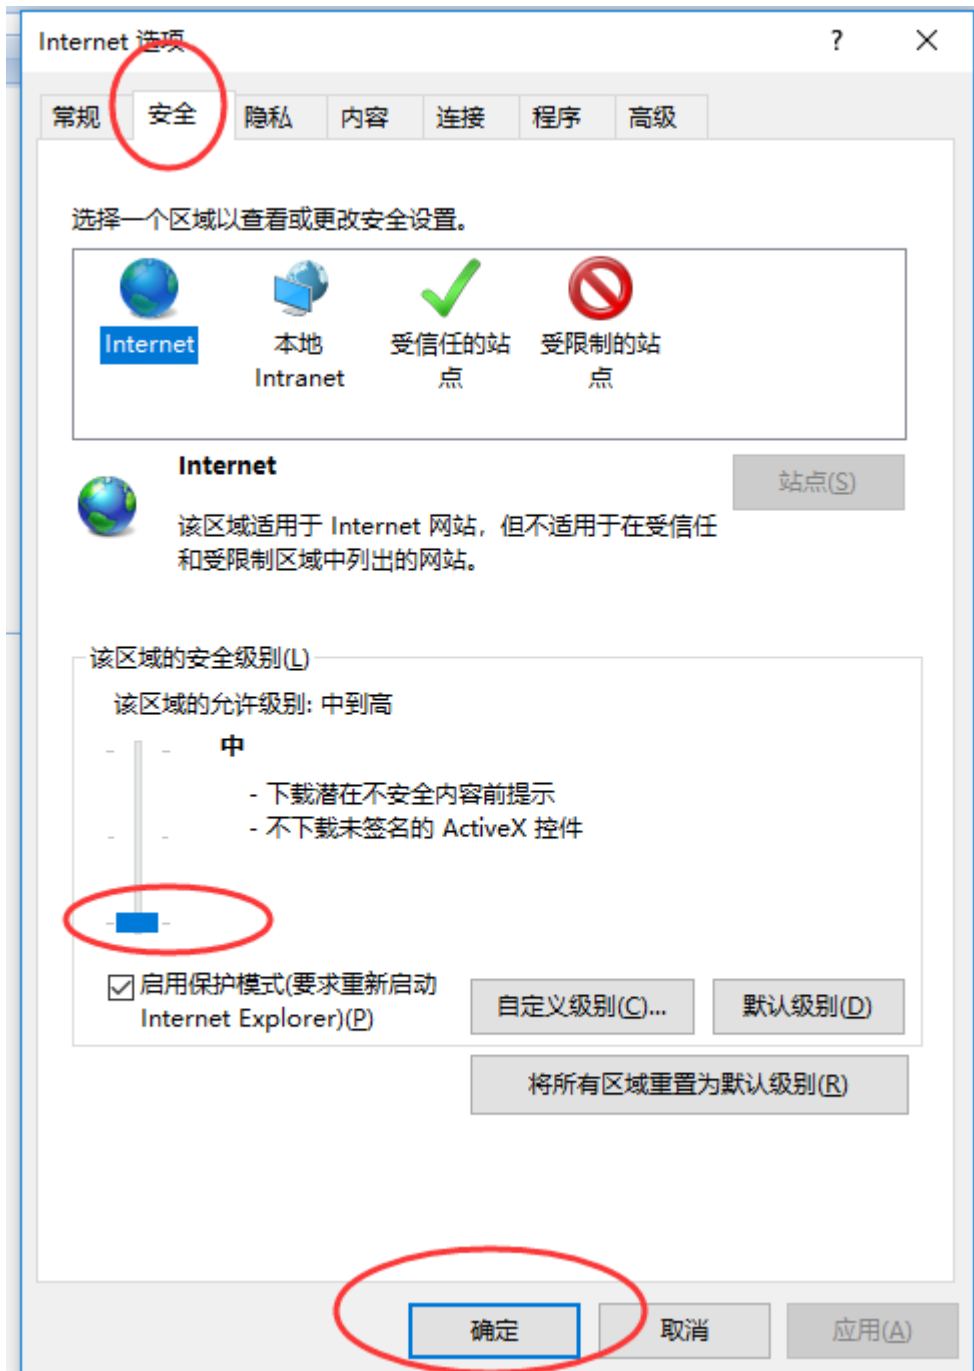 Internet 选项
?
常规
安全
隐私
内容
连接
程序
高级
选择一个区域以查看或更改安全设置。
Internet
本地
Intranet
受信任的站
点
受限制的站
点
Internet
站点(S)
该区域适用于 Internet 网站，但不适用于在受信任
和受限制区域中列出的网站。
该区域的安全级别(L)
该区域的允许级别: 中到高
中
- 下载潜在不安全内容前提示
- 不下载未签名的 ActiveX 控件
启用保护模式(要求重新启动
Internet Explorer)(P)
自定义级别(C)...
默认级别(D)
将所有区域重置为默认级别(R)
确定
取消
应用(A)